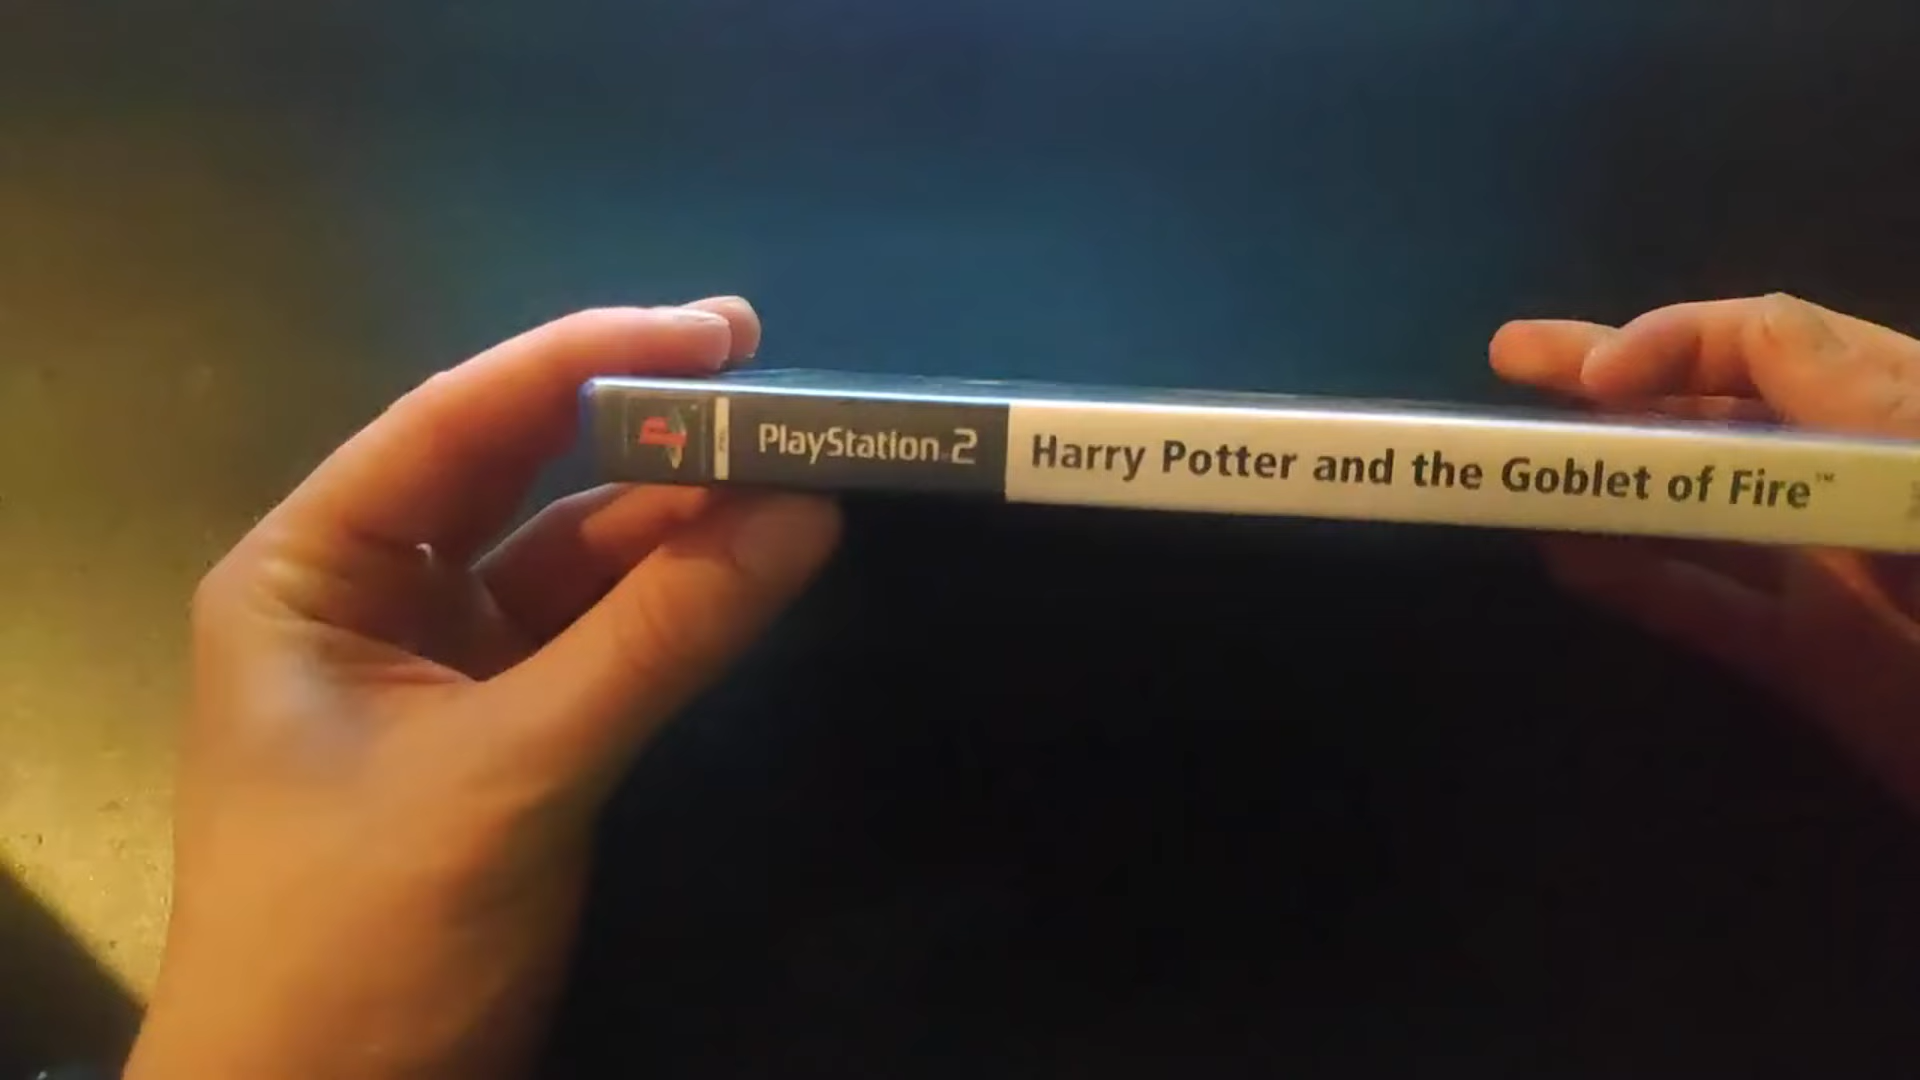 PlayStation 2
Harry Potter and the Goblet of Fire™